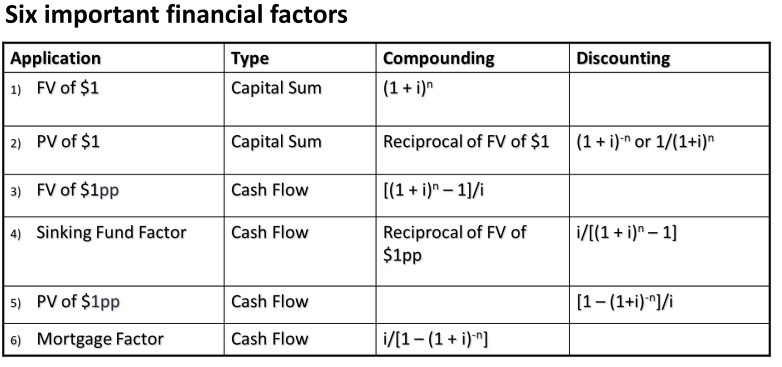 Six important financial factors
Application Type Compounding Discounting
1) FV of $1 Capital Sum (1 + i)ⁿ
2) PV of $1 Capital Sum Reciprocal of FV of $1 (1 + i)⁻ⁿ or 1/(1+i)ⁿ
3) FV of $1pp Cash Flow [(1 + i)ⁿ – 1]/i
4) Sinking Fund Factor Cash Flow Reciprocal of FV of i/[(1 + i)ⁿ – 1]
$1pp
5) PV of $1pp Cash Flow [1 – (1+i)⁻ⁿ]/i
6) Mortgage Factor Cash Flow i/[1 – (1 + i)⁻ⁿ]